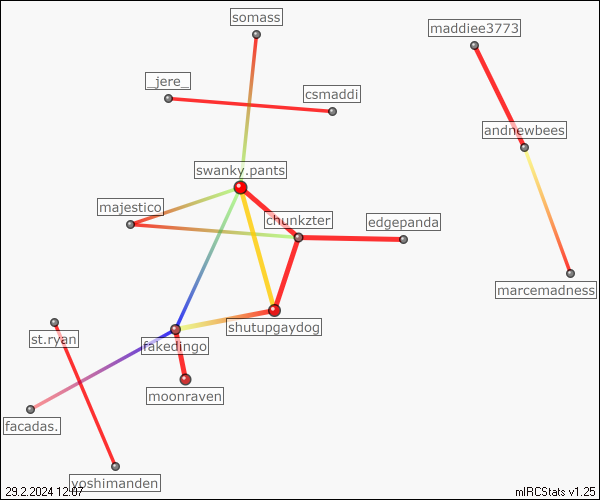 somass
maddiee3773
_jere_
csmaddi
andnewbees
swanky.pants
majestico
chunkzter
edgepanda
marcemadness
shutupgaydog
st.ryan
fakedingo
moonraven
facadas.
yoshimanden
29.2.2024 12:07
mIRCStats v1.25